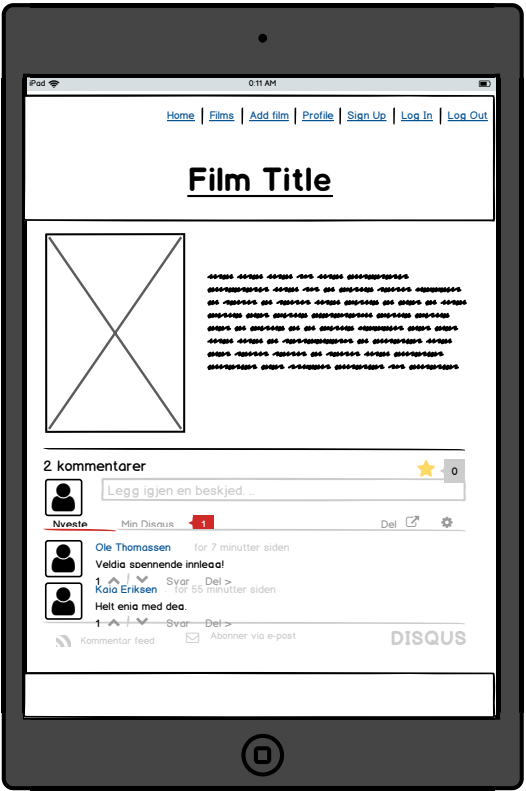 iPad 0:11 AM
Home | Films | Add film | Profile | Sign Up | Log In | Log Out
Film Title
2 kommentarer
0
Legg igjen en beskjed. ..
Nyeste Min Disqus 1 Del
Ole Thomassen for 7 minutter siden
Veldig spennende innlegg!
1 / Svar Del >
Kaia Eriksen . for 55 minutter siden
Helt enig med deg.
1 / Svar Del >
Kommentar feed Abonner via e-post DISQUS